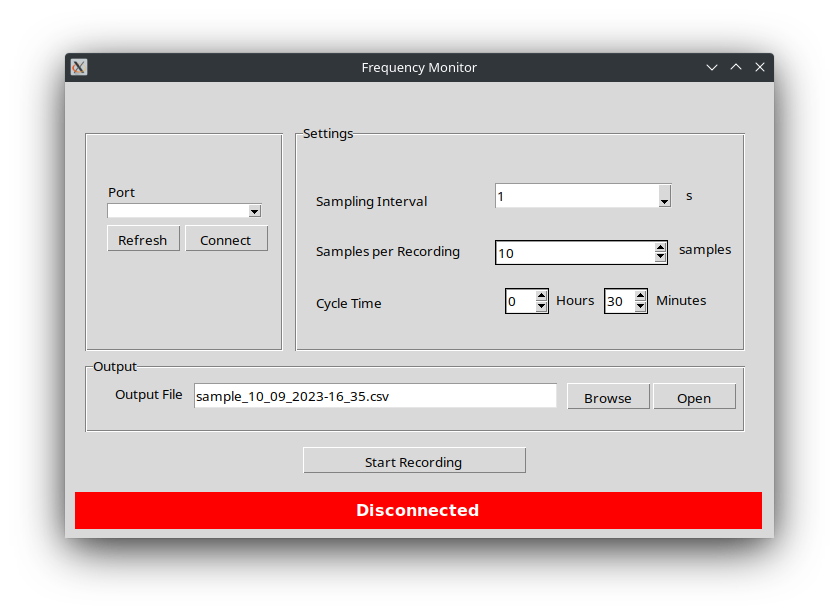 Frequency Monitor
Settings
Port
Refresh Connect
Sampling Interval 1 s
Samples per Recording 10 samples
Cycle Time 0 Hours 30 Minutes
Output
Output File sample_10_09_2023-16_35.csv Browse Open
Start Recording
Disconnected